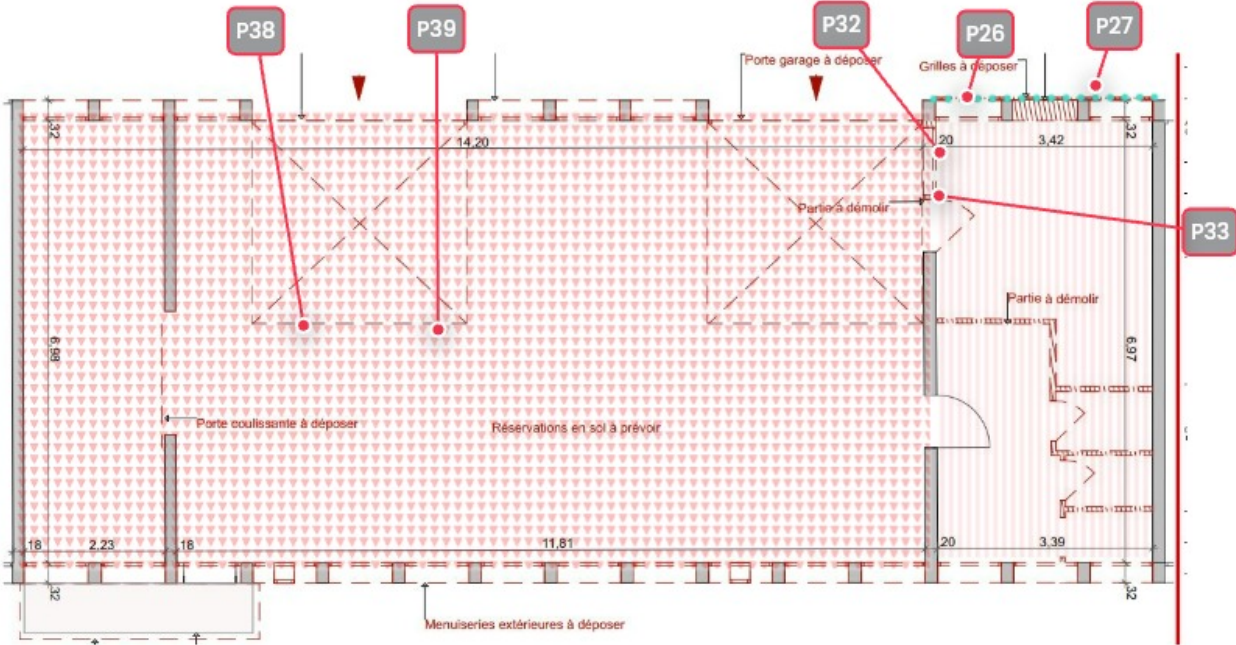 P38
P39
P32
P26
P27
Porte garage à déposer
Grilles à déposer
,32
14,20
,20
3,42
,32
Partie à démolir
P33
Partie à démolir
6,98
6,97
Porte coulissante à déposer
Réservations en sol à prévoir
,18
2,23
,18
11,81
,20
3,39
,32
,32
Menuiseries extérieures à déposer